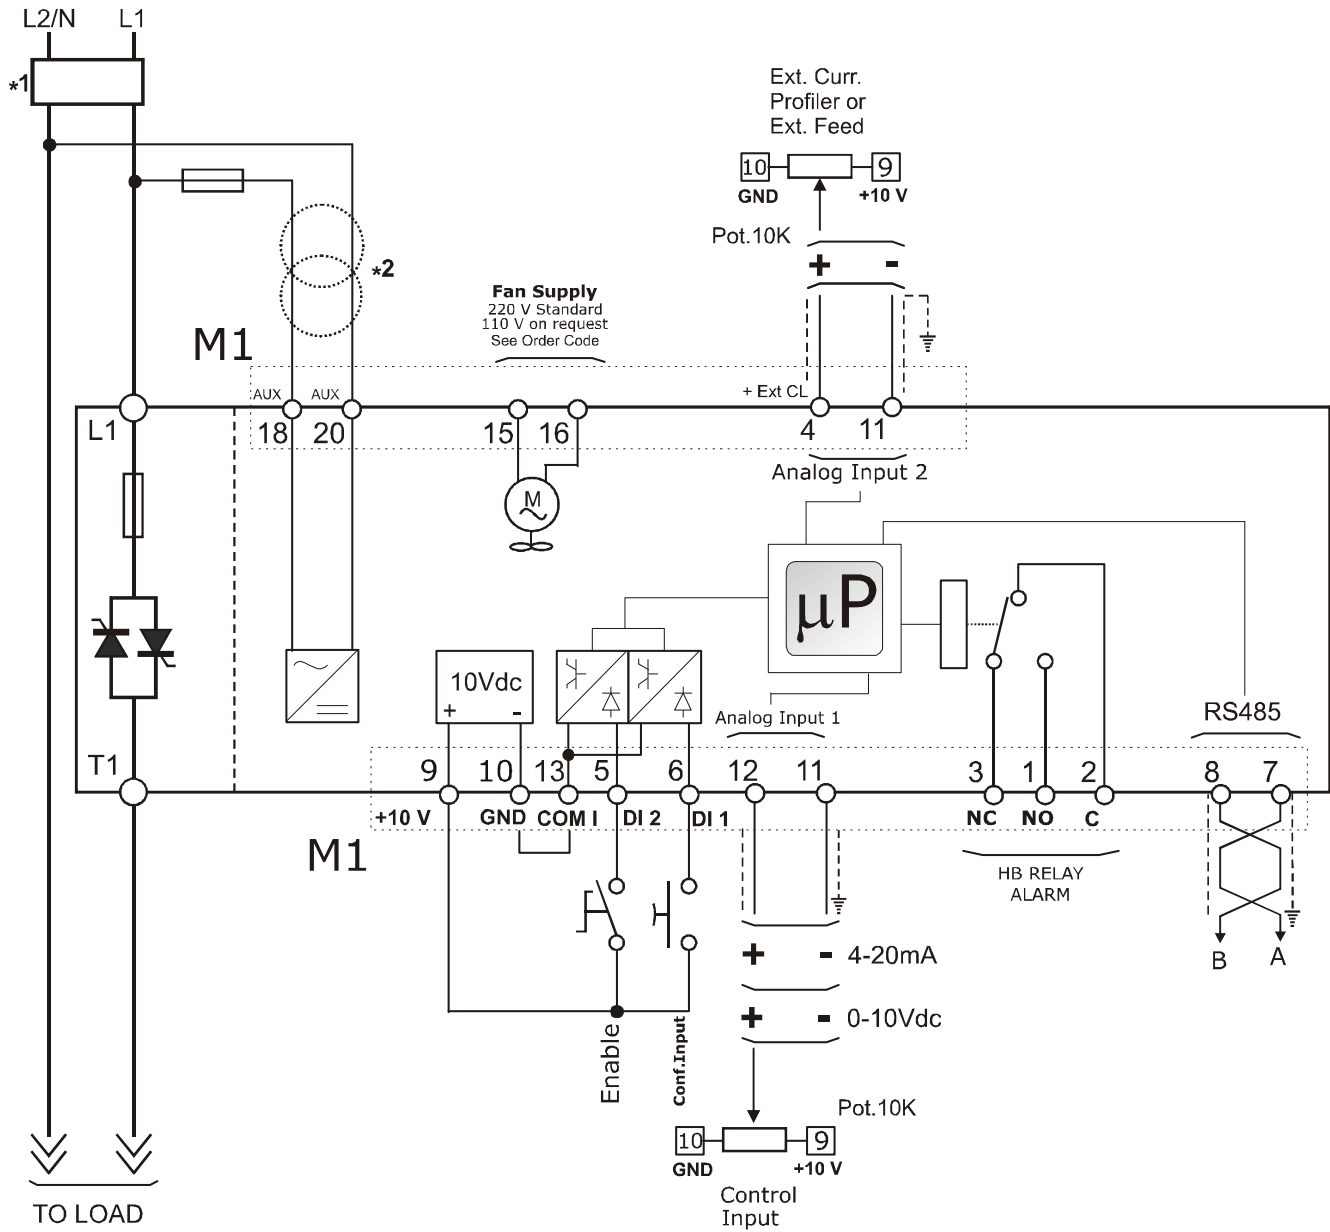 L2/N L1
*1
Ext. Curr.
Profiler or
Ext. Feed
10 9
GND +10 V
Pot.10K
+ -
*2
Fan Supply
220 V Standard
110 V on request
See Order Code
M1
AUX AUX + Ext CL
L1 18 20 15 16 4 11
Analog Input 2
M
µP
10Vdc
+ -
Analog Input 1
RS485
T1
9 10 13 5 6 12 11 3 1 2 8 7
+10 V GND COM I DI 2 DI 1 NC NO C
M1
HB RELAY
ALARM
+ - 4-20mA
B A
+ - 0-10Vdc
Enable
Conf.Input
Pot.10K
10 9
GND +10 V
Control
Input
TO LOAD